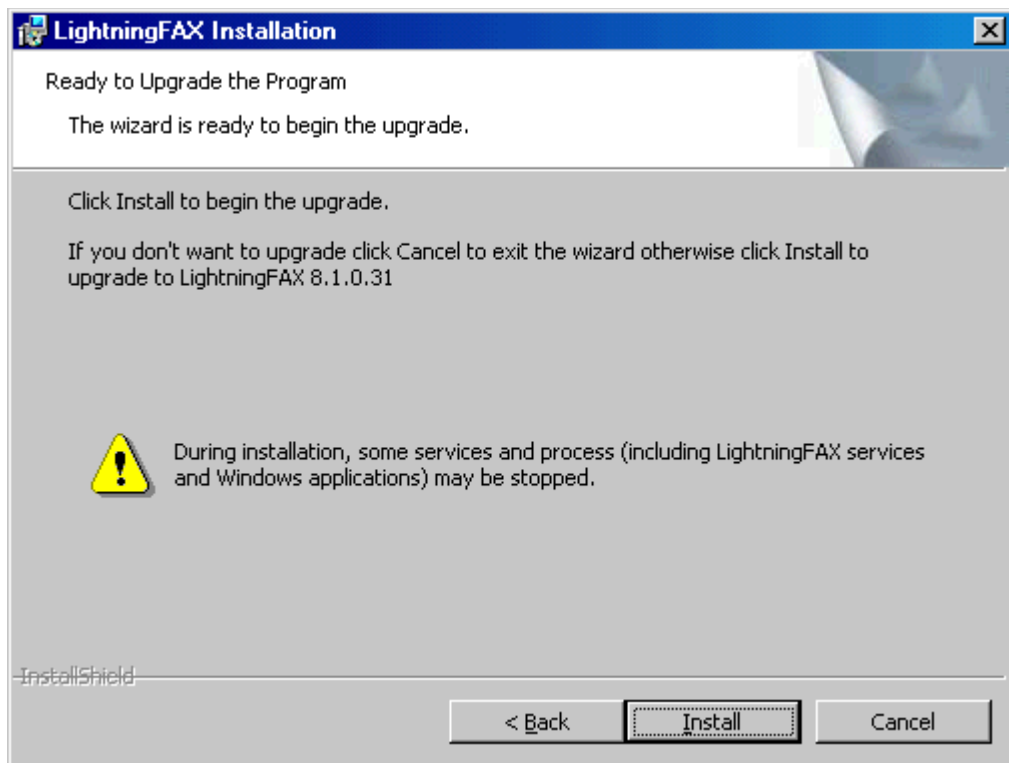 LightningFAX Installation
Ready to Upgrade the Program
The wizard is ready to begin the upgrade.
Click Install to begin the upgrade.
If you don't want to upgrade click Cancel to exit the wizard otherwise click Install to
upgrade to LightningFAX 8.1.0.31
During installation, some services and process (including LightningFAX services
and Windows applications) may be stopped.
InstallShield
< Back
Install
Cancel